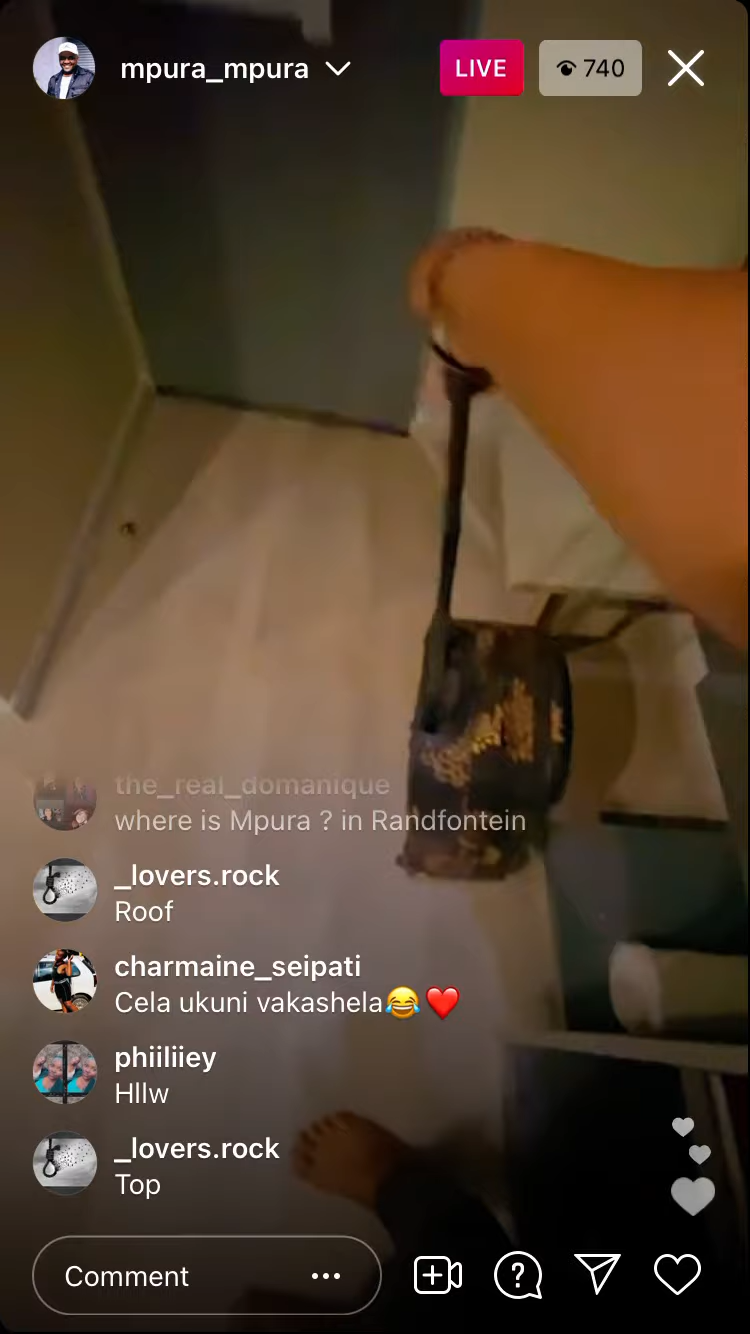 mpura_mpura
LIVE
740
the_real_domanique
where is Mpura ? in Randfontein
_lovers.rock
Roof
charmaine_seipati
Cela ukuni vakashela😂❤️
phiiliiey
Hllw
_lovers.rock
Top
Comment